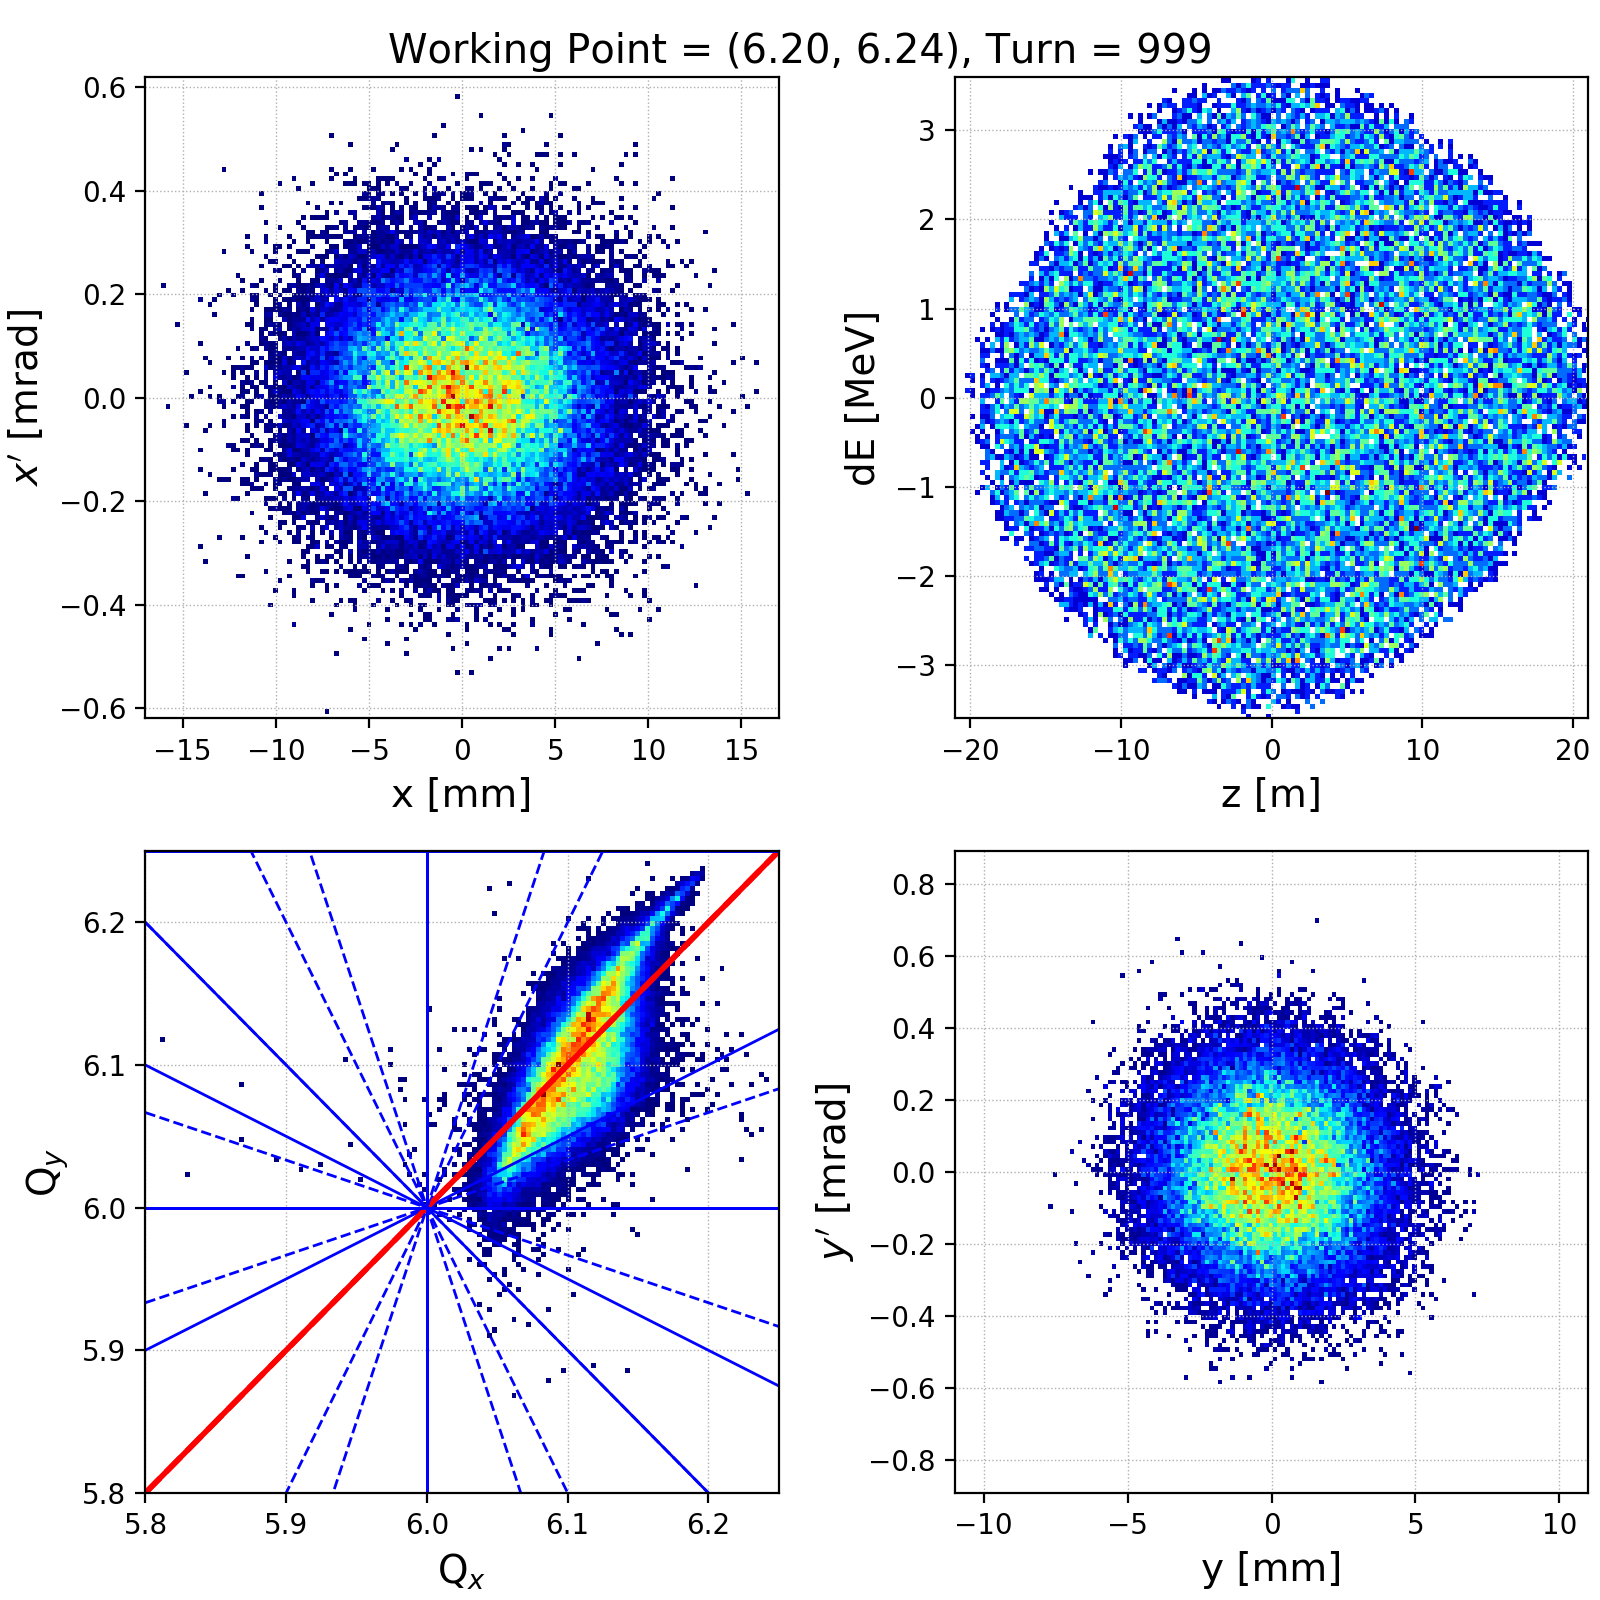 Working Point = (6.20, 6.24), Turn = 999
0.6
0.4
0.2
0.0
−0.2
−0.4
−0.6
x′ [mrad]
−15 −10 −5 0 5 10 15
x [mm]
3
2
1
0
−1
−2
−3
dE [MeV]
−20 −10 0 10 20
z [m]
6.2
6.1
6.0
5.9
5.8
Qy
5.8 5.9 6.0 6.1 6.2
Qx
0.8
0.6
0.4
0.2
0.0
−0.2
−0.4
−0.6
−0.8
y′ [mrad]
−10 −5 0 5 10
y [mm]